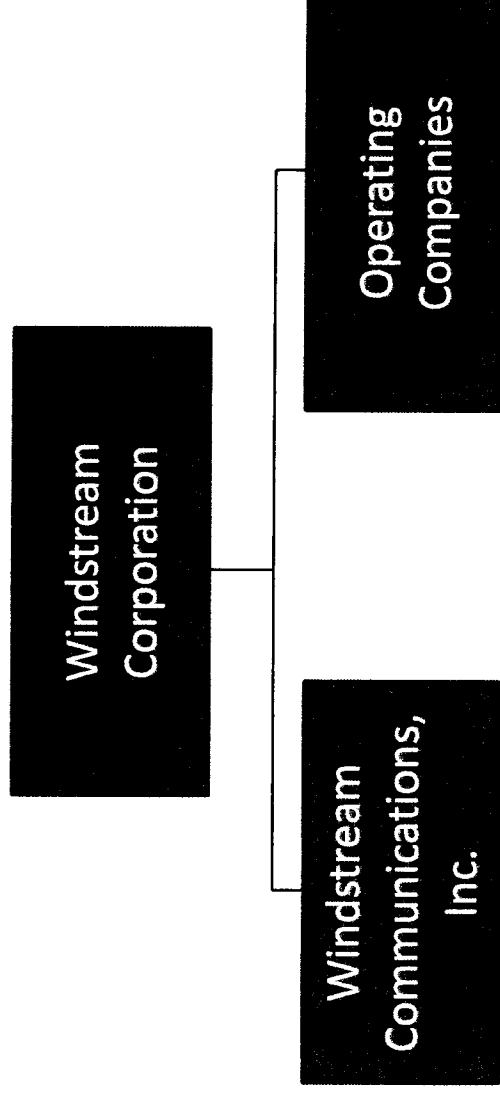 Windstream
Corporation
Windstream
Communications,
Inc.
Operating
Companies